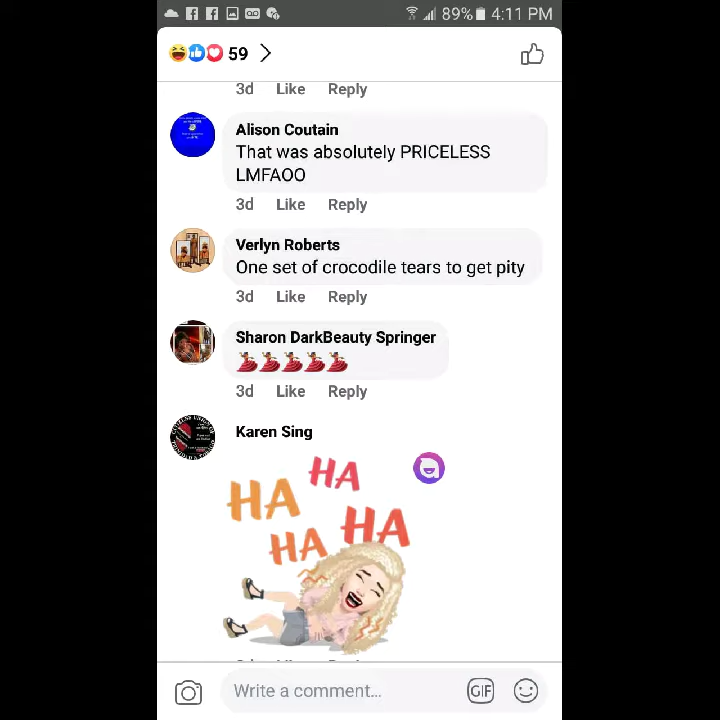 89% 4:11 PM
59
3d Like Reply
Alison Coutain
That was absolutely PRICELESS
LMFAOO
3d Like Reply
Verlyn Roberts
One set of crocodile tears to get pity
3d Like Reply
Sharon DarkBeauty Springer
3d Like Reply
Karen Sing
HA
HA
HA
HA
Write a comment...
GIF